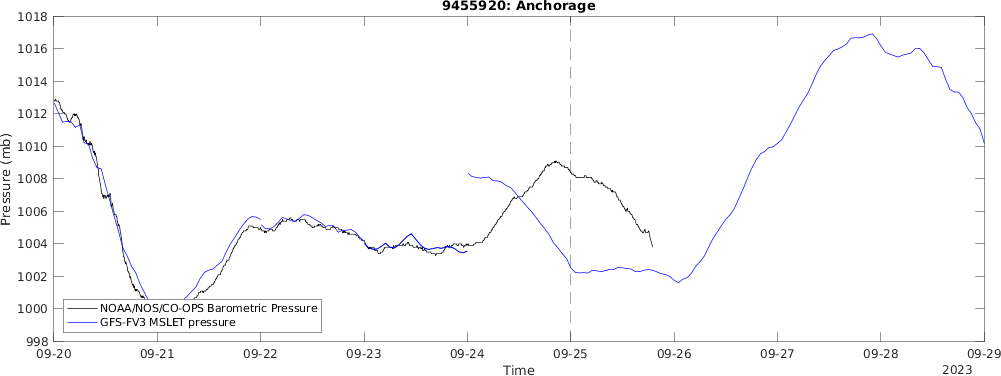 9455920: Anchorage
1018
1016
1014
1012
1010
1008
1006
1004
1002
1000
998
Pressure (mb)
NOAA/NOS/CO-OPS Barometric Pressure
GFS-FV3 MSLET pressure
09-20 09-21 09-22 09-23 09-24 09-25 09-26 09-27 09-28 09-29
Time
2023